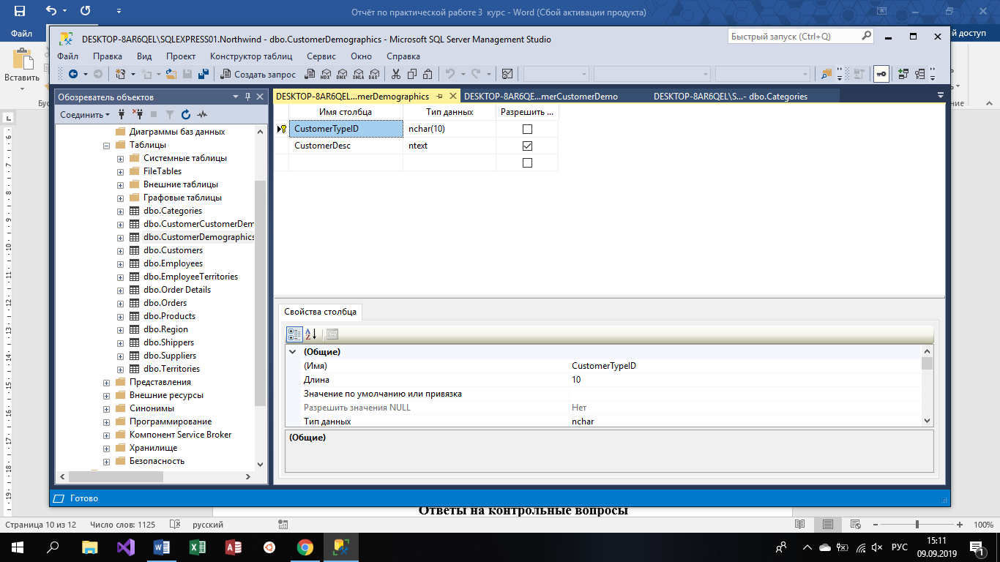 Отчёт по практической работе 3 курс - Word (Сбой активации продукта)
Файл
й доступ
Вставить
DESKTOP-8AR6QEL\SQLEXPRESS01.Northwind - dbo.CustomerDemographics - Microsoft SQL Server Management Studio
Быстрый запуск (Ctrl+Q)
Файл Правка Вид Проект Конструктор таблиц Сервис Окно Справка
Создать запрос
MDX DMX XMLA DAX
Обозреватель объектов
DESKTOP-8AR6QEL...merDemographics
DESKTOP-8AR6QE...merCustomerDemo
DESKTOP-8AR6QEL\S...- dbo.Categories
Соединить
Диаграммы баз данных
Таблицы
Системные таблицы
FileTables
Внешние таблицы
Графовые таблицы
dbo.Categories
dbo.CustomerCustomerDem
dbo.CustomerDemographics
dbo.Customers
dbo.Employees
dbo.EmployeeTerritories
dbo.Order Details
dbo.Orders
dbo.Products
dbo.Region
dbo.Shippers
dbo.Suppliers
dbo.Territories
Представления
Внешние ресурсы
Синонимы
Программирование
Компонент Service Broker
Хранилище
Безопасность
Имя столбца Тип данных Разрешить ...
CustomerTypeID nchar(10)
CustomerDesc ntext
Свойства столбца
(Общие)
(Имя) CustomerTypeID
Длина 10
Значение по умолчанию или привязка
Разрешить значения NULL Нет
Тип данных nchar
(Общие)
Готово
Ответы на контрольные вопросы
Страница 10 из 12 Число слов: 1125 русский 100%
РУС
15:11
09.09.2019
1